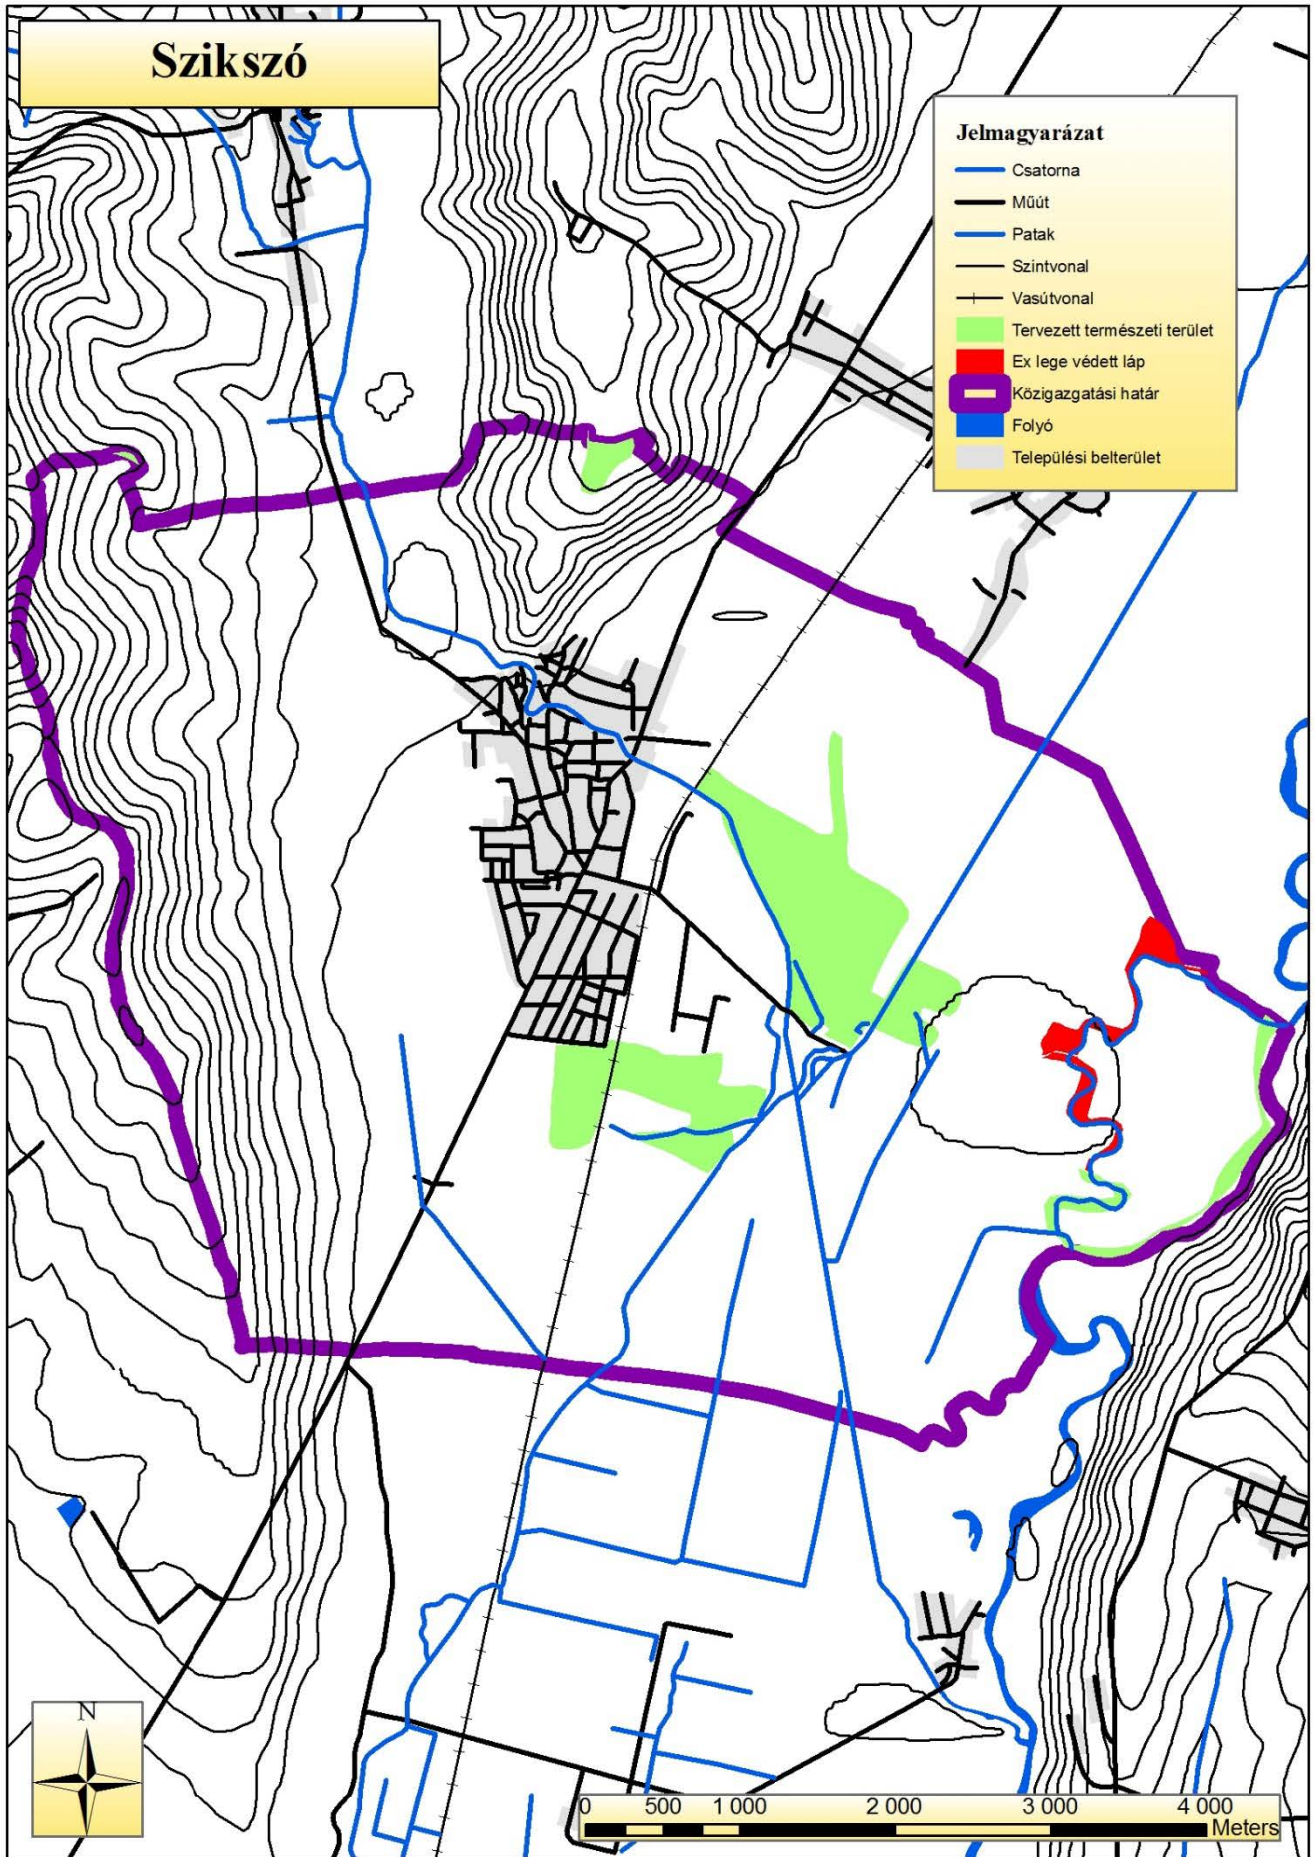 Szikszó
Jelmagyarázat
Csatorna
Műút
Patak
Szintvonal
Vasútvonal
Tervezett természeti terület
Ex lege védett láp
Közigazgatási határ
Folyó
Települési belterület
N
0 500 1 000 2 000 3 000 4 000
Meters